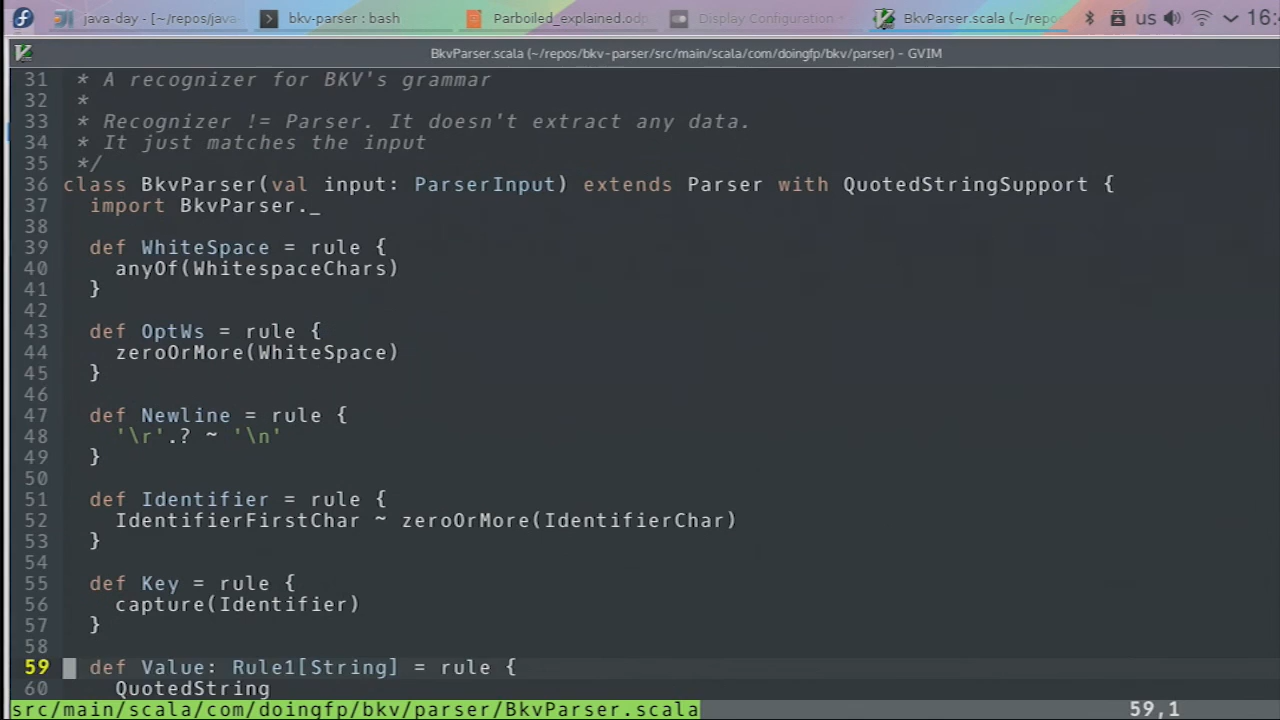 java-day - [~/repos/java-
bkv-parser : bash
Parboiled_explained.odp
Display Configuration
BkvParser.scala (~/repo
us
16:
BkvParser.scala (~/repos/bkv-parser/src/main/scala/com/doingfp/bkv/parser) - GVIM
31 * A recognizer for BKV's grammar
32 *
33 * Recognizer != Parser. It doesn't extract any data.
34 * It just matches the input
35 */
36 class BkvParser(val input: ParserInput) extends Parser with QuotedStringSupport {
37 import BkvParser._
38
39 def WhiteSpace = rule {
40 anyOf(WhitespaceChars)
41 }
42
43 def OptWs = rule {
44 zeroOrMore(WhiteSpace)
45 }
46
47 def Newline = rule {
48 '\r'.? ~ '\n'
49 }
50
51 def Identifier = rule {
52 IdentifierFirstChar ~ zeroOrMore(IdentifierChar)
53 }
54
55 def Key = rule {
56 capture(Identifier)
57 }
58
59 def Value: Rule1[String] = rule {
60 QuotedString
src/main/scala/com/doingfp/bkv/parser/BkvParser.scala 59,1